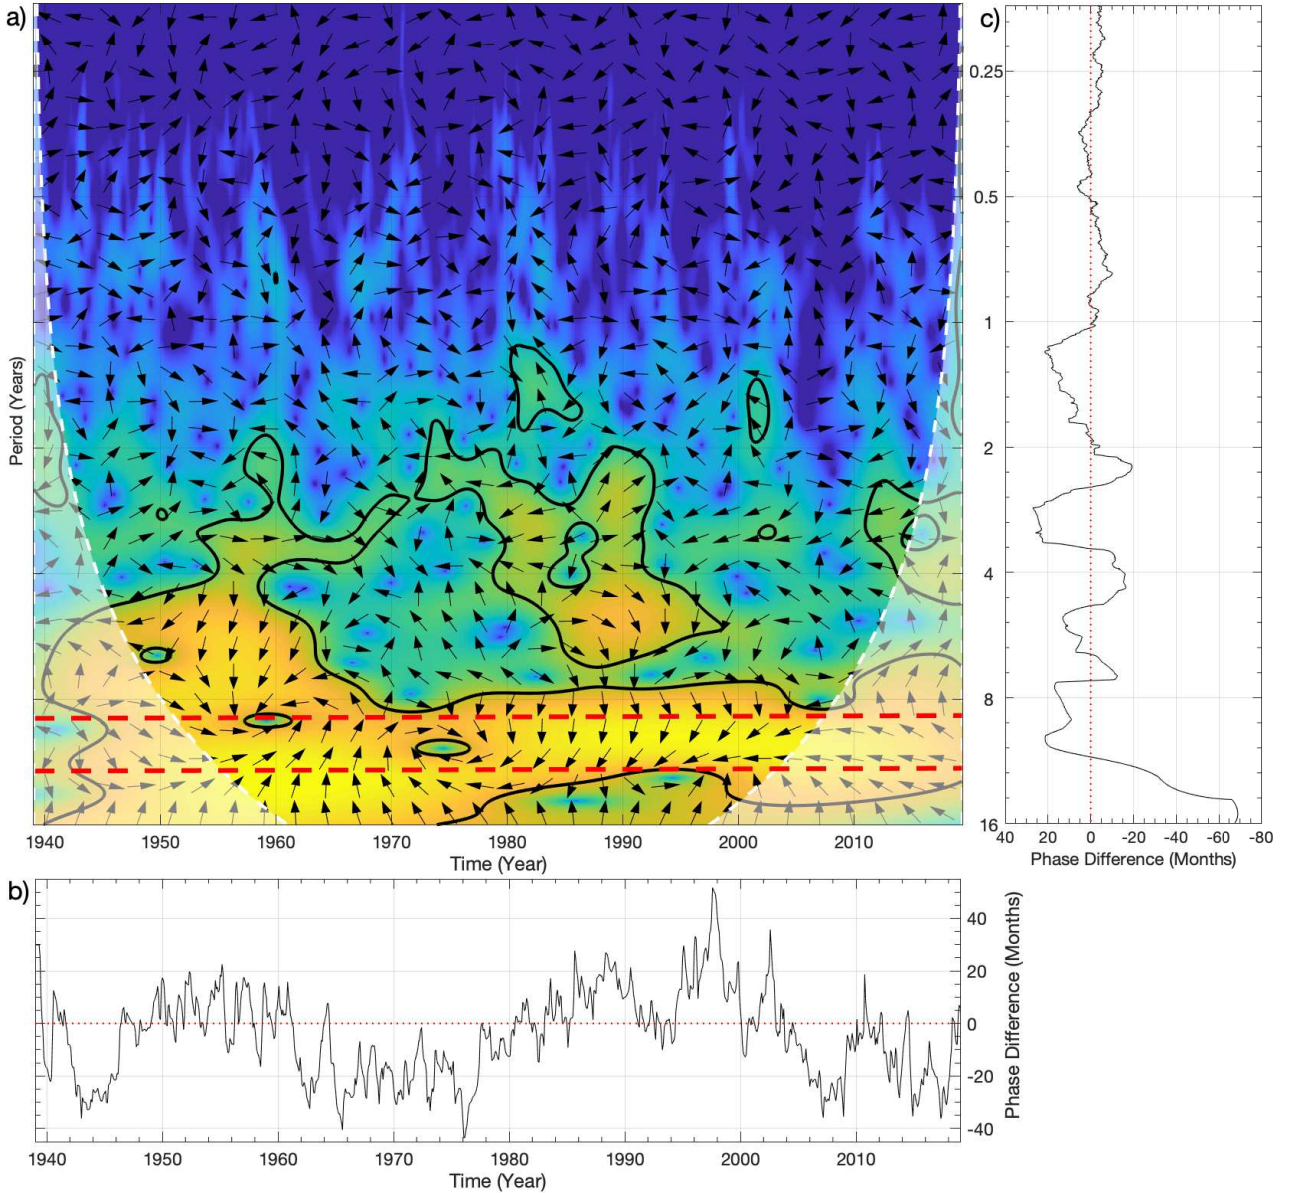 a)
Period (Years)
1940 1950 1960 1970 1980 1990 2000 2010
Time (Year)
c)
0.25
0.5
1
2
4
8
16
40 20 0 -20 -40 -60 -80
Phase Difference (Months)
b)
40
20
0
-20
-40
Phase Difference (Months)
1940 1950 1960 1970 1980 1990 2000 2010
Time (Year)